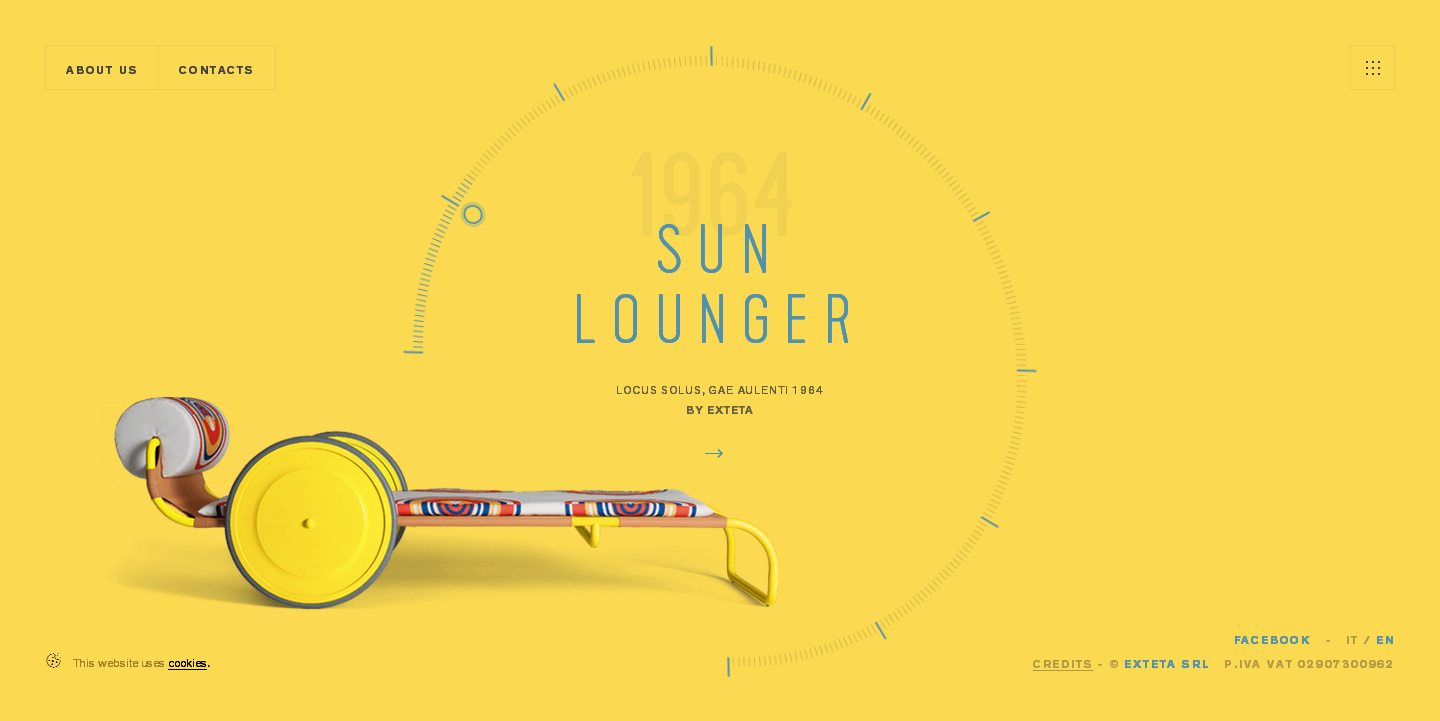 ABOUT US
CONTACTS
1964
SUN
LOUNGER
LOCUS SOLUS, GAE AULENTI 1964
BY EXTETA
This website uses cookies.
FACEBOOK - IT / EN
CREDITS - © EXTETA SRL P.IVA VAT 02907300962